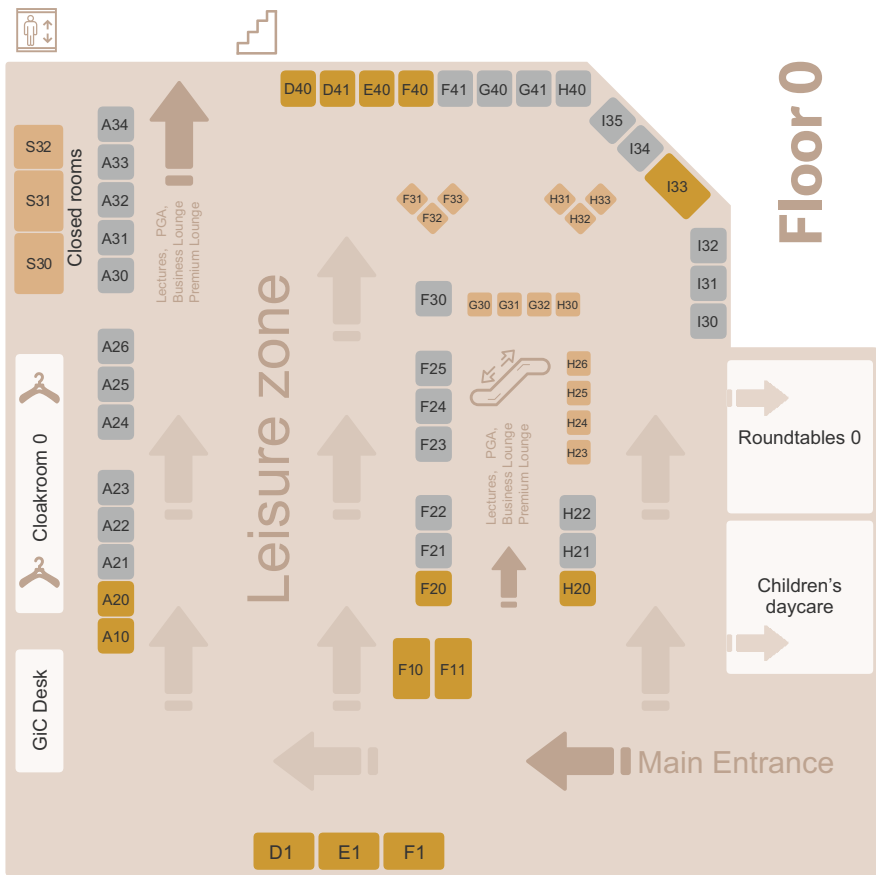 Floor 0
D40 D41 E40 F40 F41 G40 G41 H40
I35
I34
I33
I32
I31
I30
A34
A33
A32
A31
A30
S32
S31
S30
Closed rooms
Lectures, PGA,
Business Lounge
Premium Lounge
F31 F33
F32
H31 H33
H32
F30
G30 G31 G32 H30
Leisure zone
A26
A25
A24
F25
F24
F23
H26
H25
H24
H23
Lectures, PGA,
Business Lounge
Premium Lounge
Roundtables 0
Cloakroom 0
A23
A22
A21
A20
A10
F22
F21
F20
H22
H21
H20
Children's
daycare
F10 F11
GiC Desk
Main Entrance
D1 E1 F1